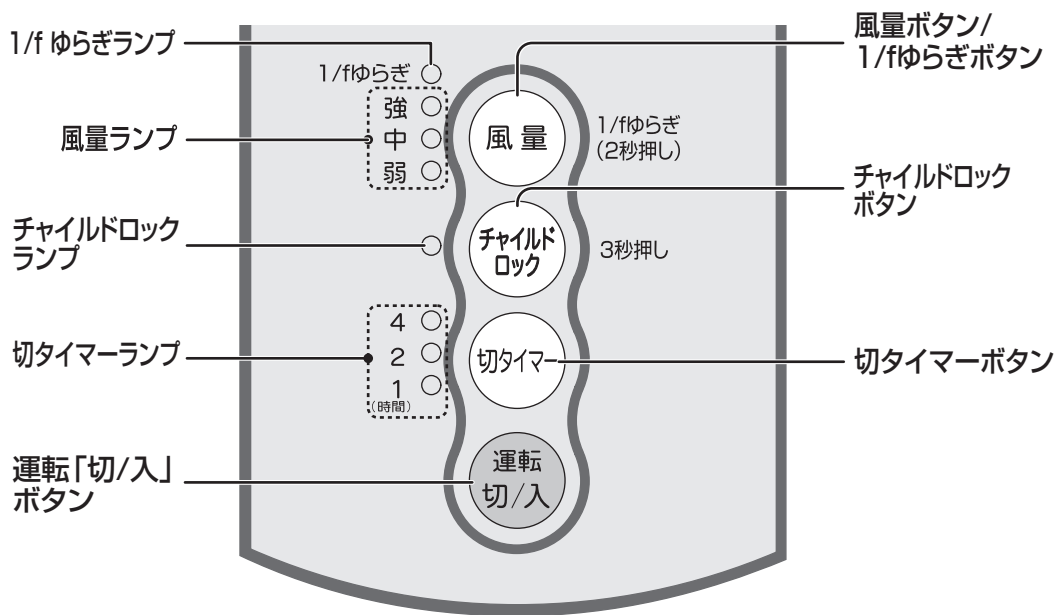 1/f ゆらぎランプ
風量ランプ
チャイルドロック
ランプ
切タイマーランプ
運転「切/入」
ボタン
1/fゆらぎ
強
中
弱
4
2
1
(時間)
風量
チャイルド
ロック
切タイマー
運転
切/入
1/fゆらぎ
(2秒押し)
3秒押し
風量ボタン/
1/fゆらぎボタン
チャイルドロック
ボタン
切タイマーボタン